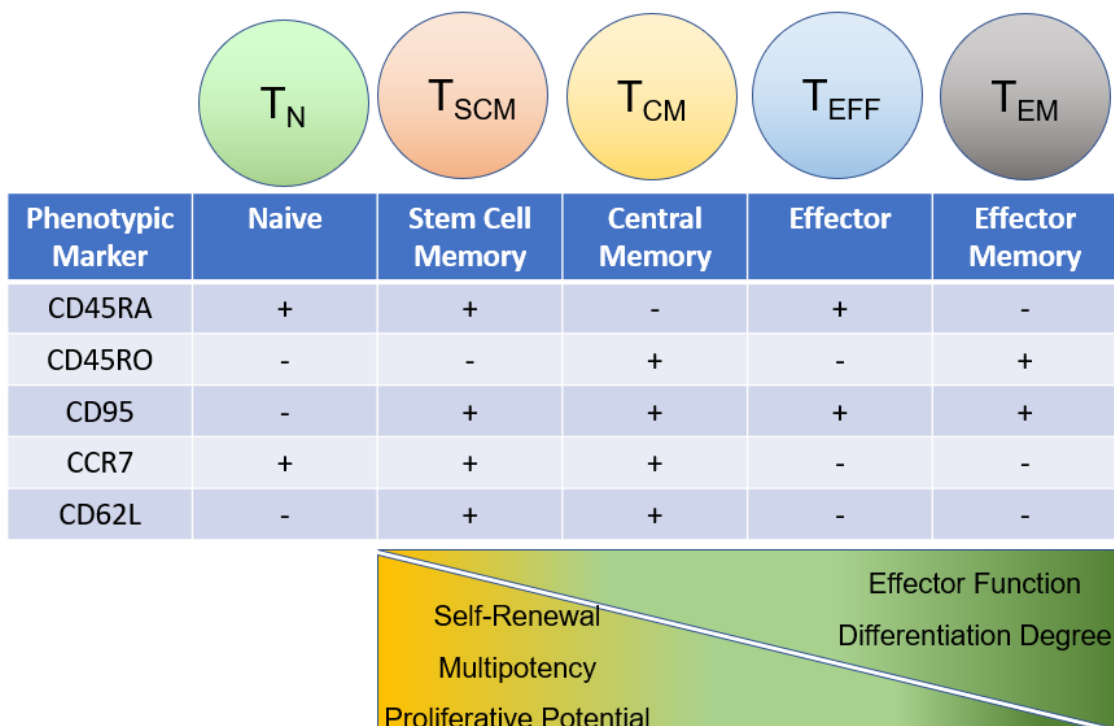 TN TSCM TCM TEFF TEM
Phenotypic Marker Naive Stem Cell Memory Central Memory Effector Effector Memory
CD45RA + + - + -
CD45RO - - + - +
CD95 - + + + +
CCR7 + + + - -
CD62L - + + - -
Effector Function
Self-Renewal
Differentiation Degree
Multipotency
Proliferative Potential